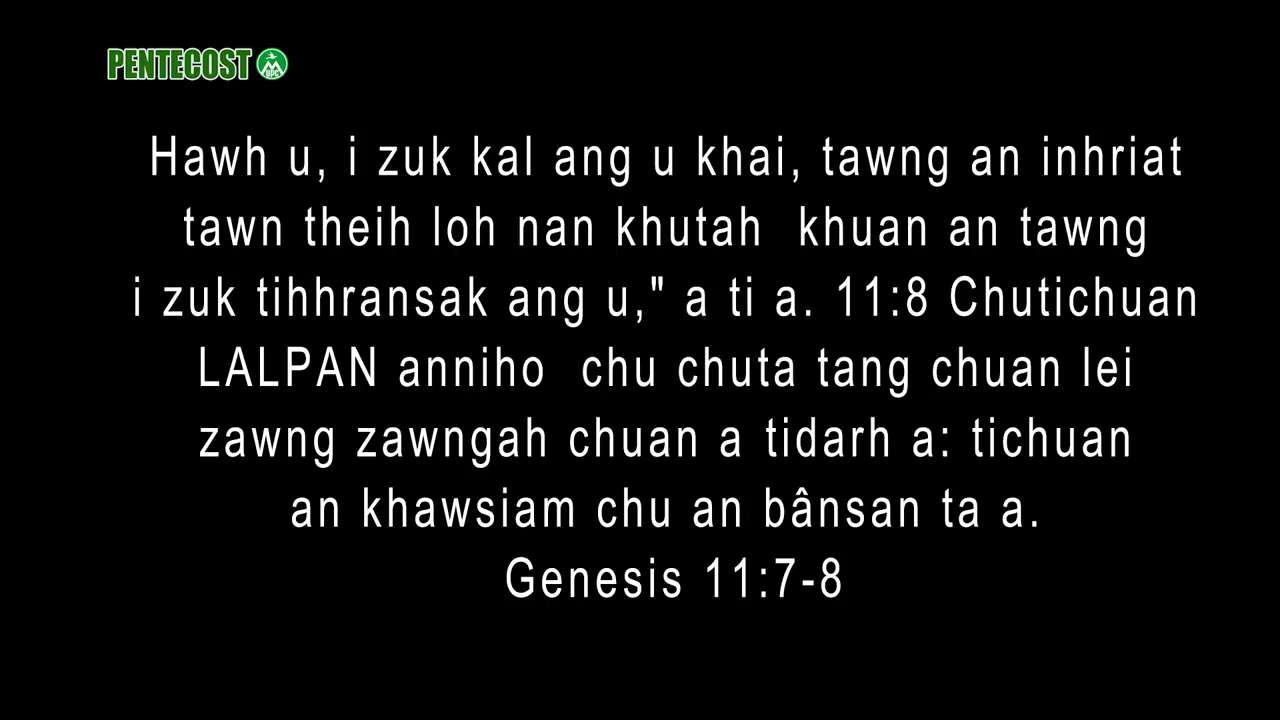 PENTECOST UPC
Hawh u, i zuk kal ang u khai, tawng an inhriat
tawn theih loh nan khutah khuan an tawng
i zuk tihhransak ang u," a ti a. 11:8 Chutichuan
LALPAN anniho chu chuta tang chuan lei
zawng zawngah chuan a tidarh a: tichuan
an khawsiam chu an bânsan ta a.
Genesis 11:7-8